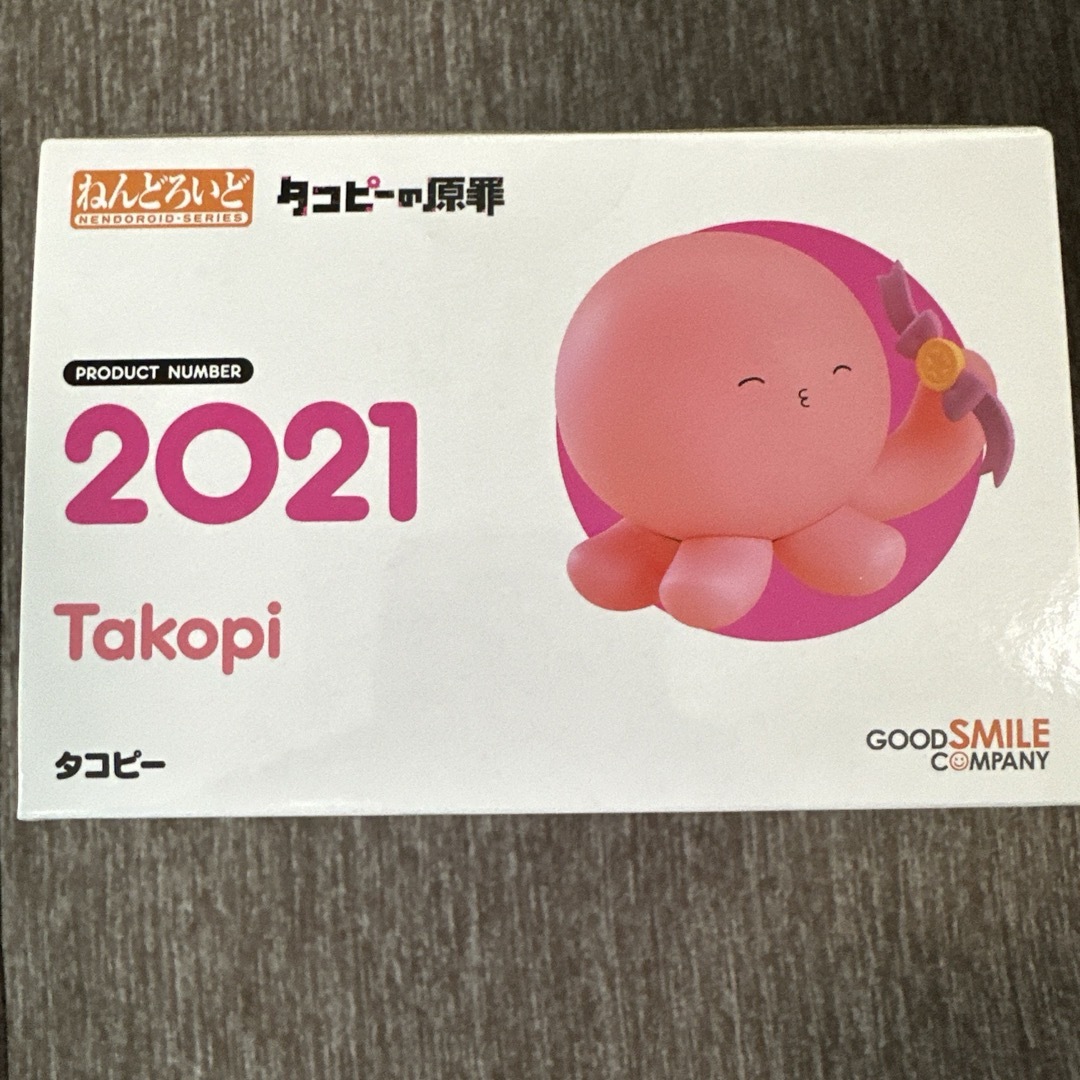 ねんどろいど
NENDOROID·SERIES
タコピーの原罪
PRODUCT NUMBER
2021
Takopi
タコピー
GOOD SMILE
COMPANY